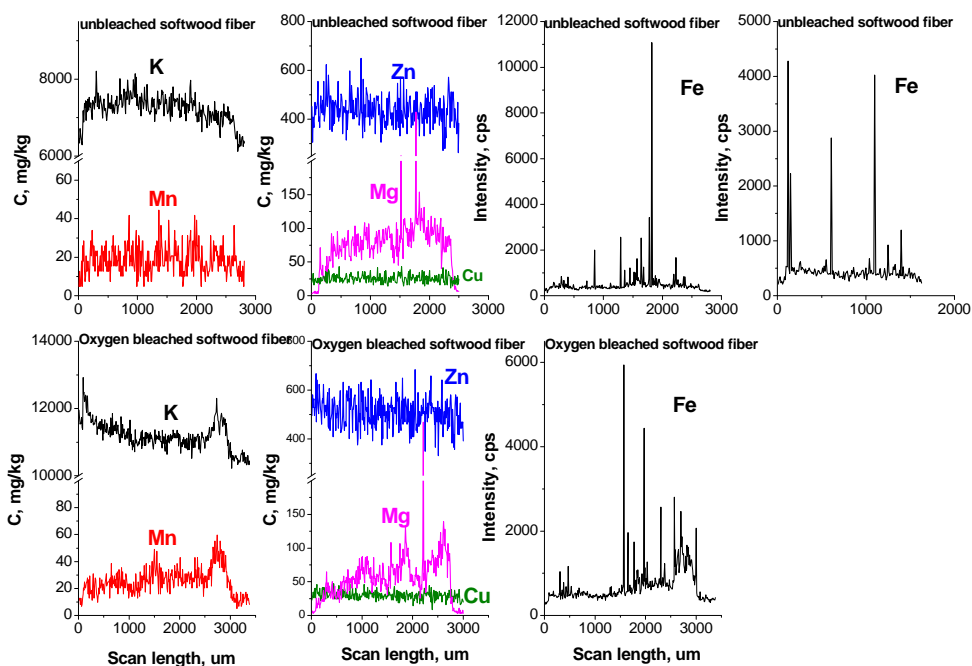 unbleached softwood fiber
K
Mn
C, mg/kg
8000
6000
60
40
20
0
0 1000 2000 3000
unbleached softwood fiber
Zn
Mg
Cu
C, mg/kg
800
600
400
150
100
50
0
0 1000 2000 3000
unbleached softwood fiber
Fe
Intensity, cps
12000
10000
8000
6000
4000
2000
0
0 1000 2000 3000
unbleached softwood fiber
Fe
Intensity, cps
5000
4000
3000
2000
1000
0
0 500 1000 1500 2000
Oxygen bleached softwood fiber
K
Mn
C, mg/kg
14000
12000
10000
80
60
40
20
0
0 1000 2000 3000
Scan length, um
Oxygen bleached softwood fiber
Zn
Mg
Cu
C, mg/kg
800
600
400
150
100
50
0
0 1000 2000 3000
Scan length, um
Oxygen bleached softwood fiber
Fe
Intensity, cps
6000
4000
2000
0
0 1000 2000 3000
Scan length, um